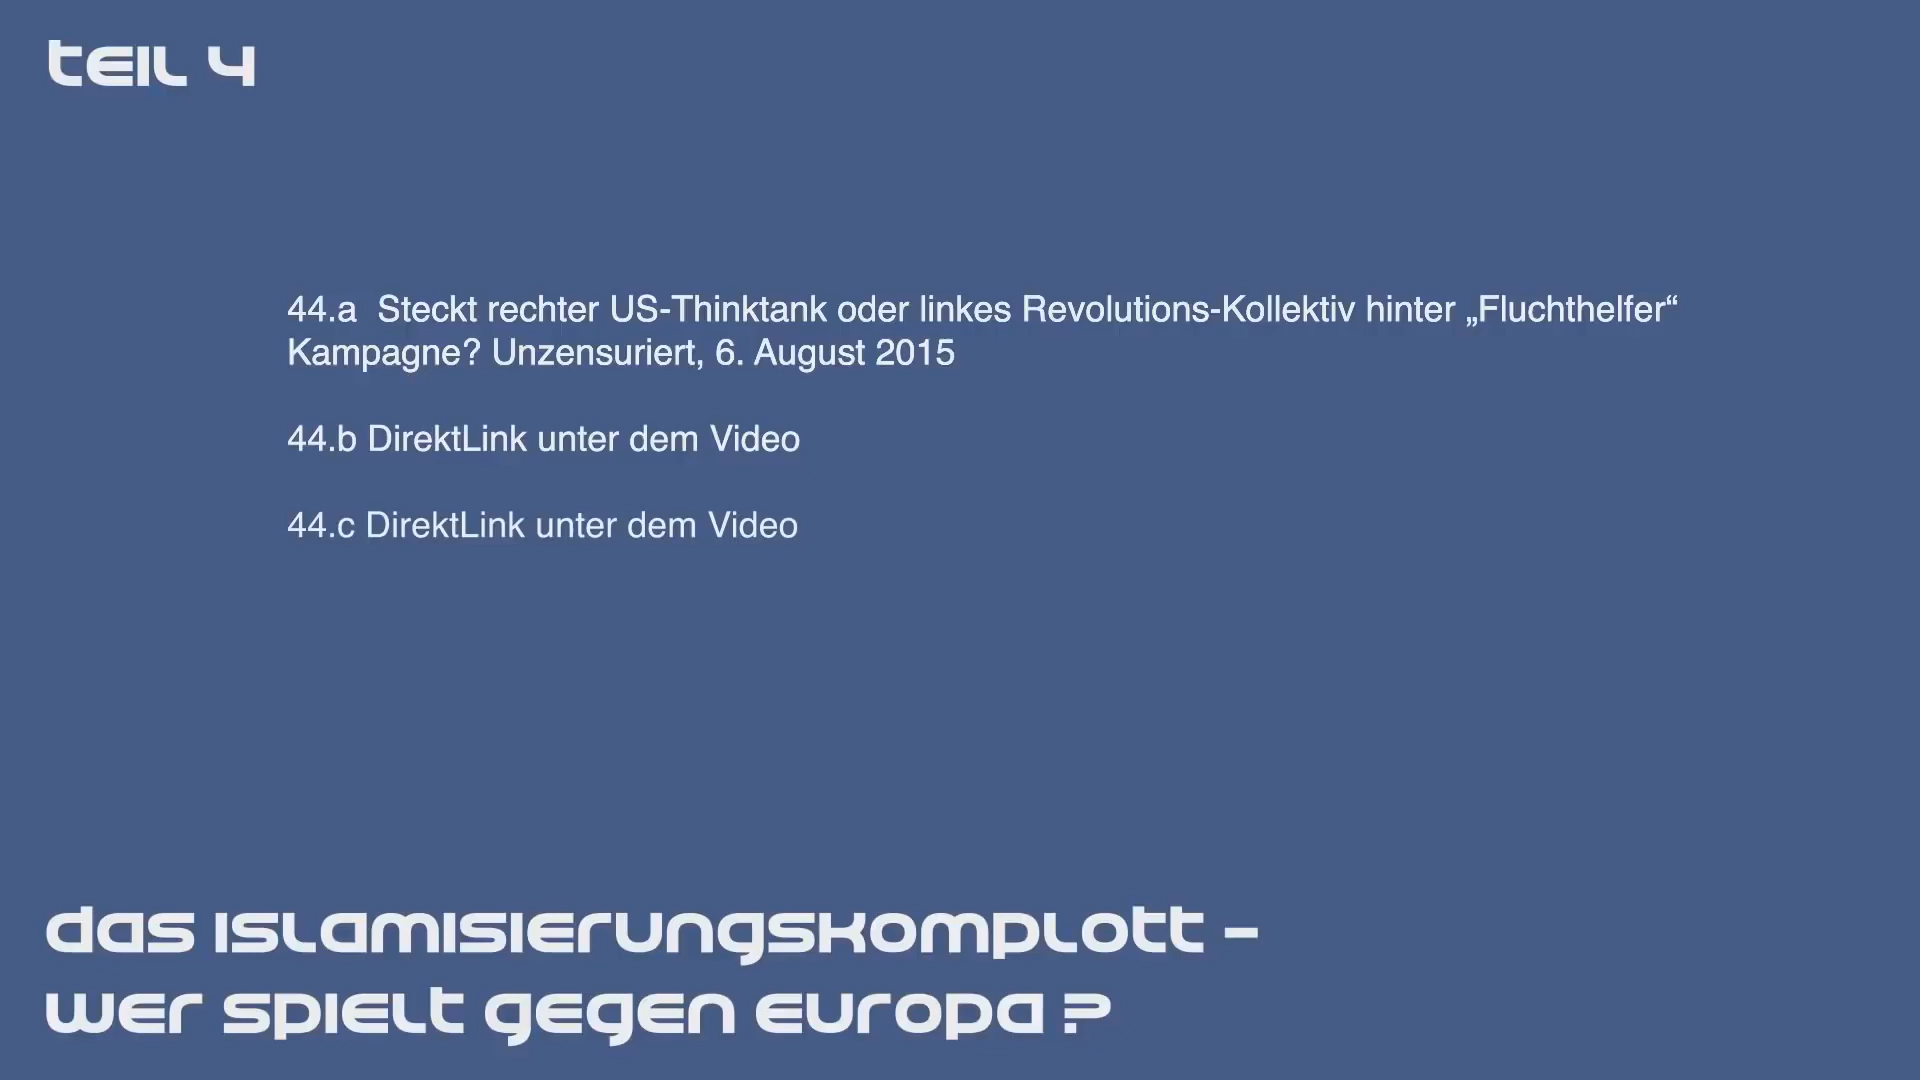 TEIL 4
44.a  Steckt rechter US-Thinktank oder linkes Revolutions-Kollektiv hinter „Fluchthelfer“
Kampagne? Unzensuriert, 6. August 2015
44.b DirektLink unter dem Video
44.c DirektLink unter dem Video
das Islamisierungskomplott –
wer spielt gegen Europa ?